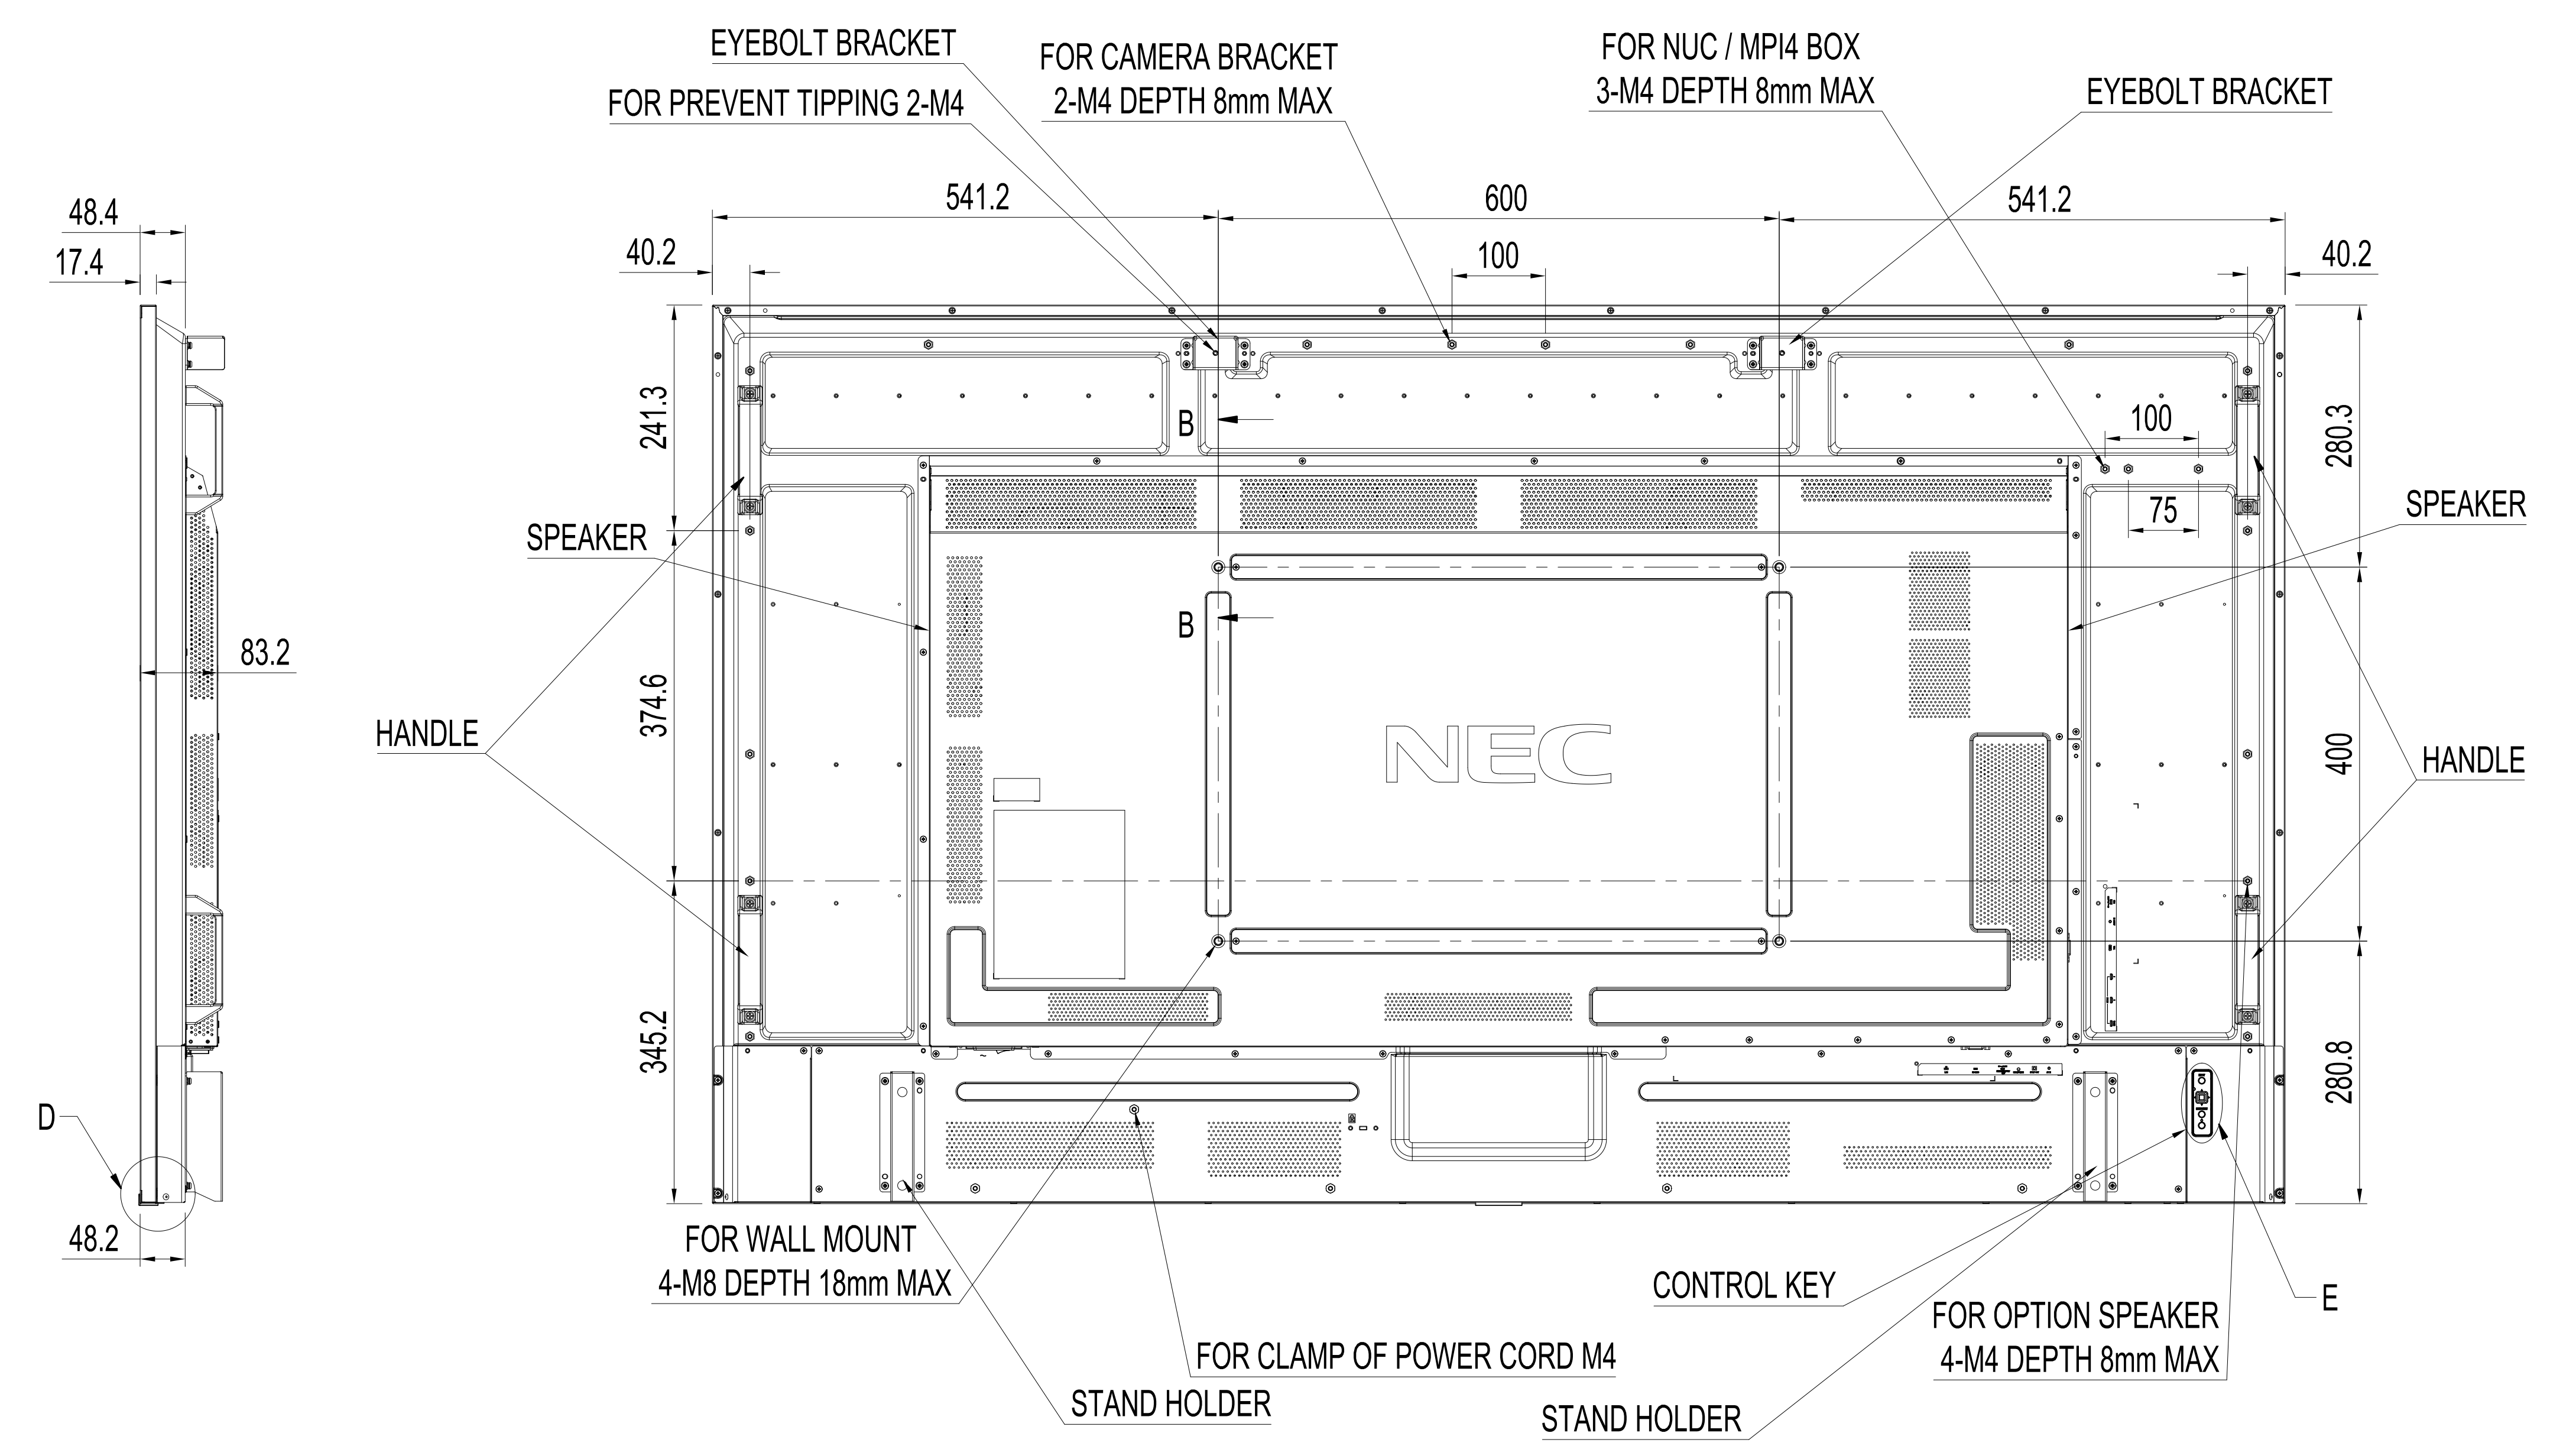 EYEBOLT BRACKET
FOR PREVENT TIPPING 2-M4
FOR CAMERA BRACKET
2-M4 DEPTH 8mm MAX
FOR NUC / MPI4 BOX
3-M4 DEPTH 8mm MAX
EYEBOLT BRACKET
541.2
600
541.2
48.4
17.4
40.2
100
40.2
241.3
280.3
B
100
75
SPEAKER
SPEAKER
B
83.2
374.6
400
HANDLE
NEC
HANDLE
345.2
280.8
D
48.2
FOR WALL MOUNT
4-M8 DEPTH 18mm MAX
CONTROL KEY
E
FOR OPTION SPEAKER
4-M4 DEPTH 8mm MAX
FOR CLAMP OF POWER CORD M4
STAND HOLDER
STAND HOLDER